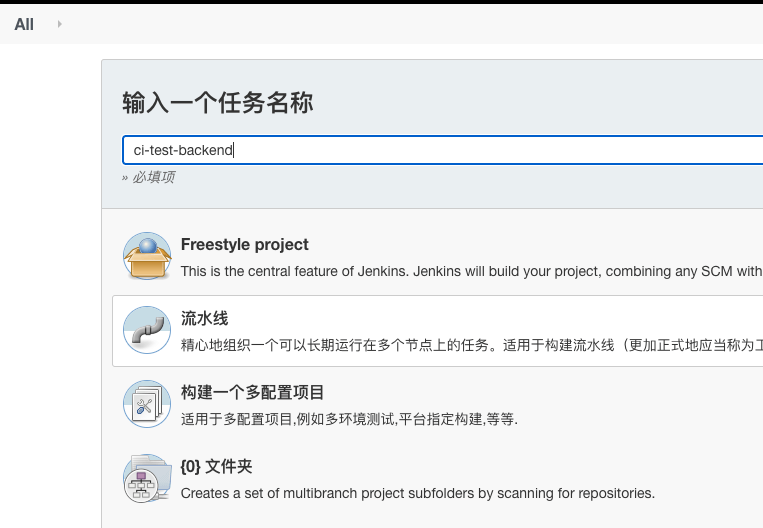 All
输入一个任务名称
ci-test-backend
» 必填项
Freestyle project
This is the central feature of Jenkins. Jenkins will build your project, combining any SCM with
流水线
精心地组织一个可以长期运行在多个节点上的任务。适用于构建流水线（更加正式地应当称为工
构建一个多配置项目
适用于多配置项目,例如多环境测试,平台指定构建,等等.
{0} 文件夹
Creates a set of multibranch project subfolders by scanning for repositories.